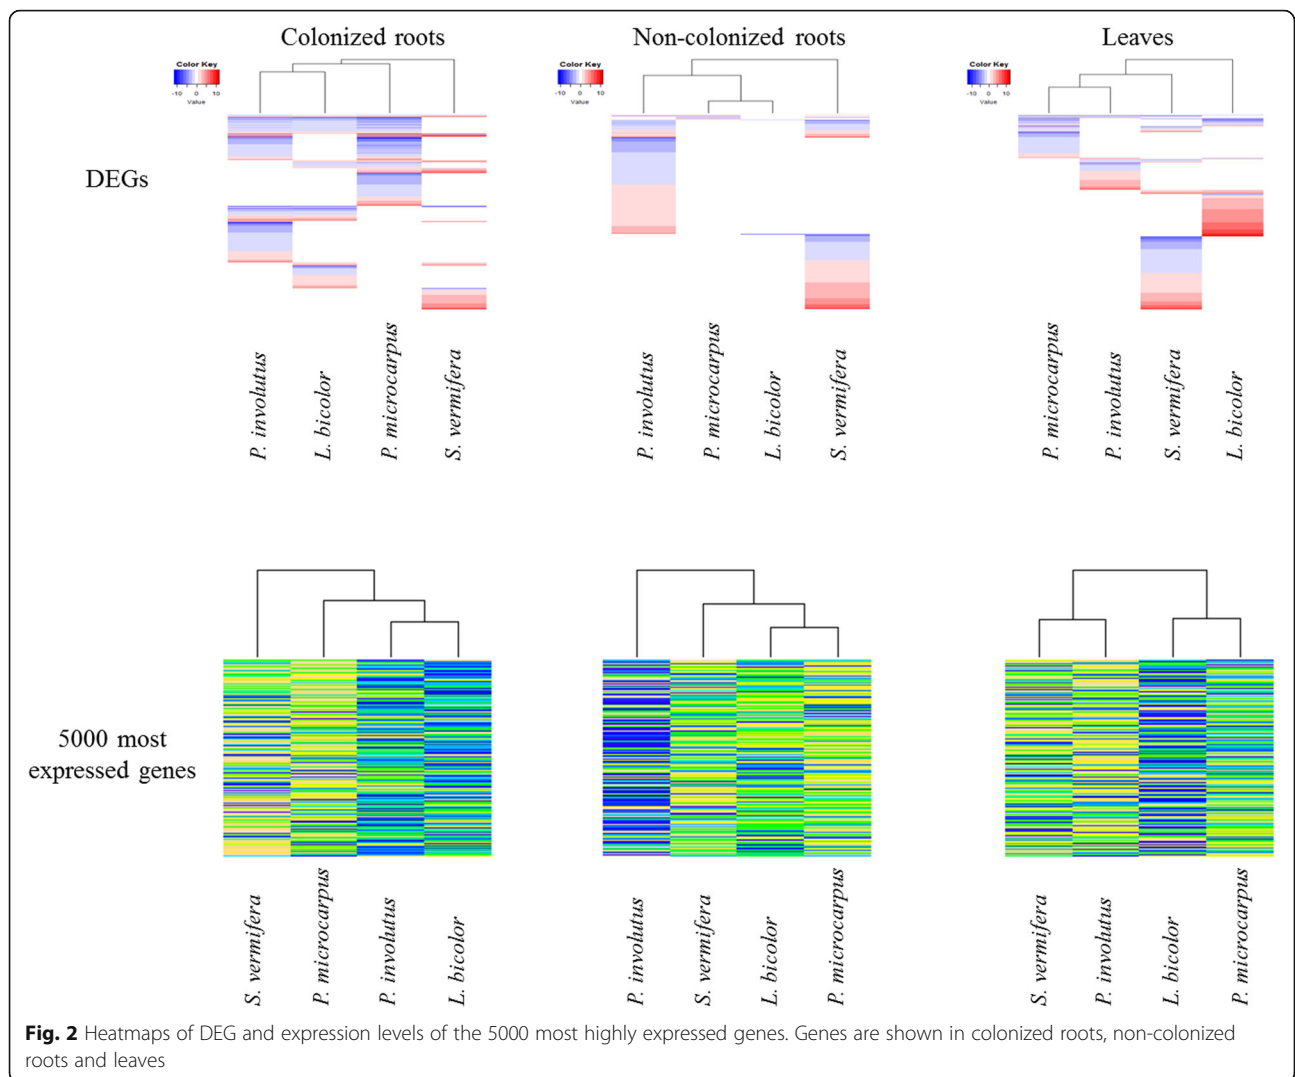 Colonized roots
Non-colonized roots
Leaves
Color Key
-10 0 10
Value
Color Key
-10 0 10
Value
Color Key
-10 0 10
Value
DEGs
P. involutus
L. bicolor
P. microcarpus
S. vermifera
P. involutus
P. microcarpus
L. bicolor
S. vermifera
P. microcarpus
P. involutus
S. vermifera
L. bicolor
5000 most
expressed genes
S. vermifera
P. microcarpus
P. involutus
L. bicolor
P. involutus
S. vermifera
L. bicolor
P. microcarpus
S. vermifera
P. involutus
L. bicolor
P. microcarpus
Fig. 2 Heatmaps of DEG and expression levels of the 5000 most highly expressed genes. Genes are shown in colonized roots, non-colonized
roots and leaves